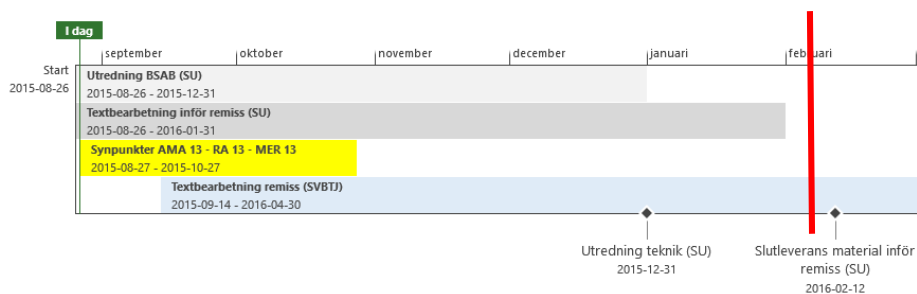 I dag
september oktober november december januari februari
Start
2015-08-26
Utredning BSAB (SU)
2015-08-26 - 2015-12-31
Textbearbetning inför remiss (SU)
2015-08-26 - 2016-01-31
Synpunkter AMA 13 - RA 13 - MER 13
2015-08-27 - 2015-10-27
Textbearbetning remiss (SVBTJ)
2015-09-14 - 2016-04-30
Utredning teknik (SU)
2015-12-31
Slutleverans material inför
remiss (SU)
2016-02-12